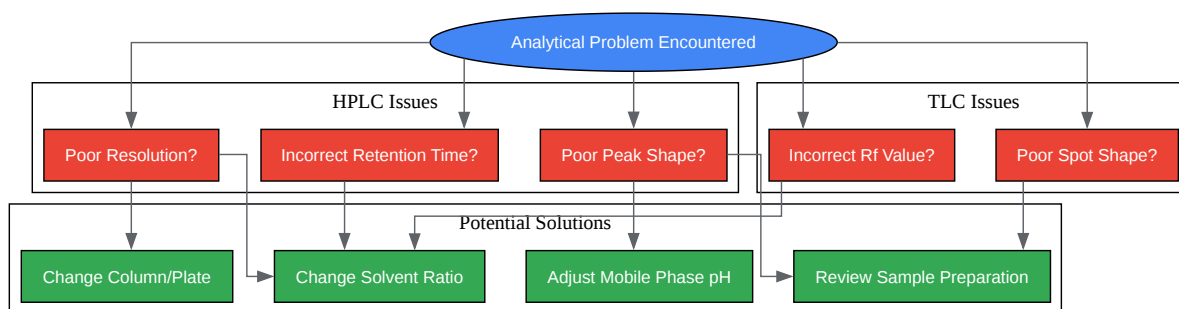 Analytical Problem Encountered
HPLC Issues
TLC Issues
Poor Resolution?
Incorrect Retention Time?
Poor Peak Shape?
Incorrect Rf Value?
Poor Spot Shape?
Potential Solutions
Change Column/Plate
Change Solvent Ratio
Adjust Mobile Phase pH
Review Sample Preparation